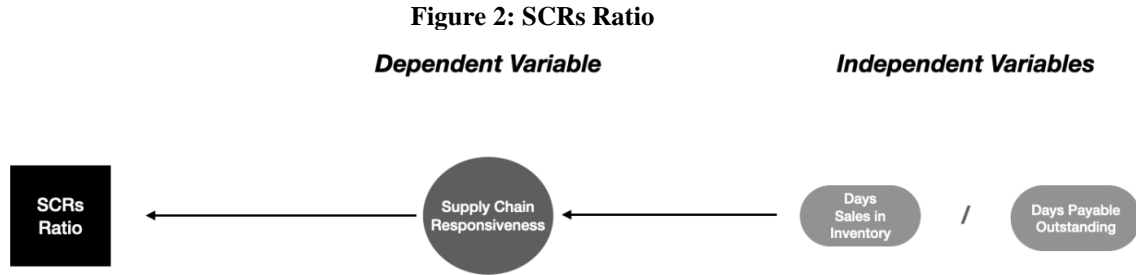 Figure 2: SCRs Ratio
Dependent Variable
Independent Variables
SCRs
Ratio
Supply Chain
Responsiveness
Days
Sales in
Inventory
/
Days Payable
Outstanding